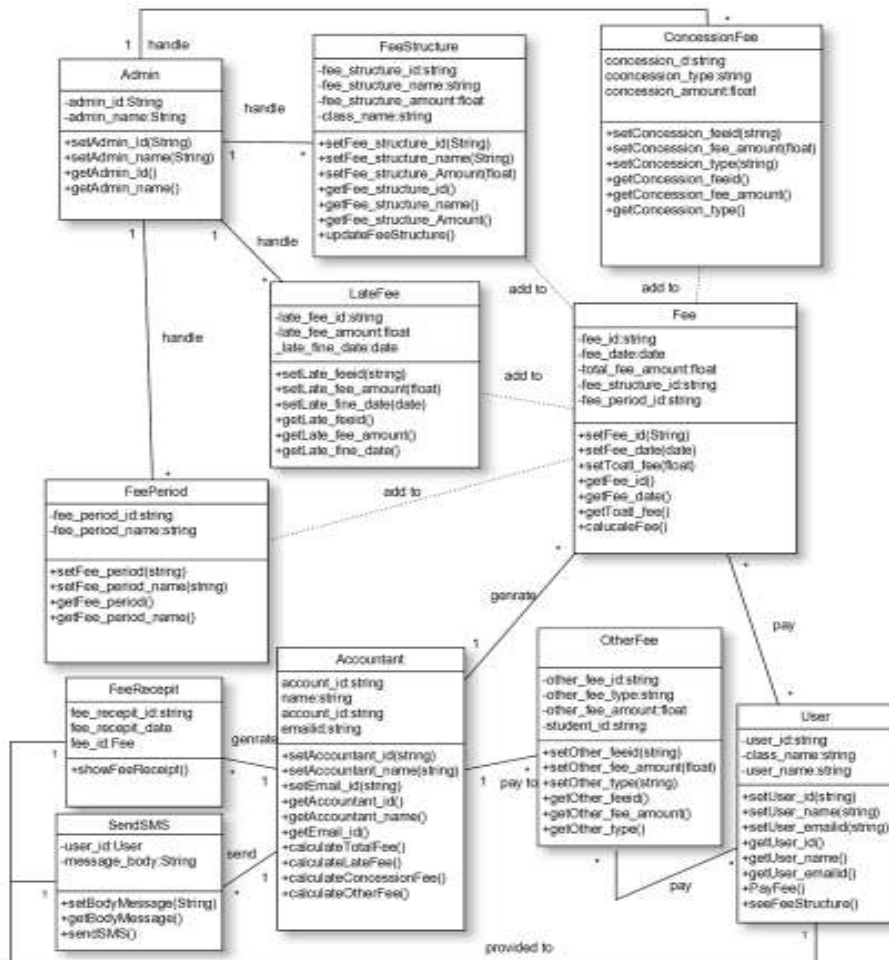 1
handle
*
Admin
-admin_id:String
-admin_name:String
+setAdmin_Id(String)
+setAdmin_name(String)
+getAdmin_Id()
+getAdmin_name()
handle
1
*
FeeStructure
-fee_structure_id:string
-fee_structure_name:string
-fee_structure_amount:float
-class_name:string
+setFee_structure_id(String)
+setFee_structure_name(String)
+setFee_structure_Amount(float)
+getFee_structure_id()
+getFee_structure_name()
+getFee_structure_Amount()
+updateFeeStructure()
ConcessionFee
concession_d:string
cooncession_type:string
concession_amount:float
+setConcession_feeid(string)
+setConcession_fee_amount(float)
+setConcession_type(string)
+getConcession_feeid()
+getConcession_fee_amount()
+getConcession_type()
1
1
handle
*
add to
add to
LateFee
-late_fee_id:string
-late_fee_amount:float
_late_fine_date:date
+setLate_feeid(string)
+setLate_fee_amount(float)
+setLate_fine_date(date)
+getLate_feeid()
+getLate_fee_amount()
+getLate_fine_date()
handle
add to
Fee
-fee_id:string
-fee_date:date
-total_fee_amount:float
-fee_structure_id:string
-fee_period_id:string
+setFee_id(String)
+setFee_date(date)
+setToatl_fee(float)
+getFee_id()
+getFee_date()
+getToatl_fee()
+calucaleFee()
*
FeePeriod
-fee_period_id:string
-fee_period_name:string
+setFee_period(string)
+setFee_period_name(string)
+getFee_period()
+getFee_period_name()
add to
*
genrate
1
*
pay
*
Accountant
account_id:string
name:string
account_id:string
emailid:string
+setAccountant_id(string)
+setAccountant_name(string)
+setEmail_id(string)
+getAccountant_id()
+getAccountant_name()
+getEmail_id()
+calculateTotalFee()
+calculateLateFee()
+calculateConcessionFee()
+calculateOtherFee()
OtherFee
-other_fee_id:string
-other_fee_type:string
-other_fee_amount:float
-student_id:string
+setOther_feeid(string)
+setOther_fee_amount(float)
+setOther_type(string)
+getOther_feeid()
+getOther_fee_amount()
+getOther_type()
1
pay to
*
FeeRecepit
fee_recepit_id:string
fee_recepit_date
fee_id:Fee
+showFeeReceipt()
1
genrate
*
1
SendSMS
-user_id:User
-message_body:String
+setBodyMessage(String)
+getBodyMessage()
+sendSMS()
1
send
*
1
User
-user_id:string
-class_name:string
-user_name:string
+setUser_id(string)
+setUser_name(string)
+setUser_emailid(string)
+getUser_id()
+getUser_name()
+getUser_emailid()
+PayFee()
+seeFeeStructure()
*
*
pay
1
provided to